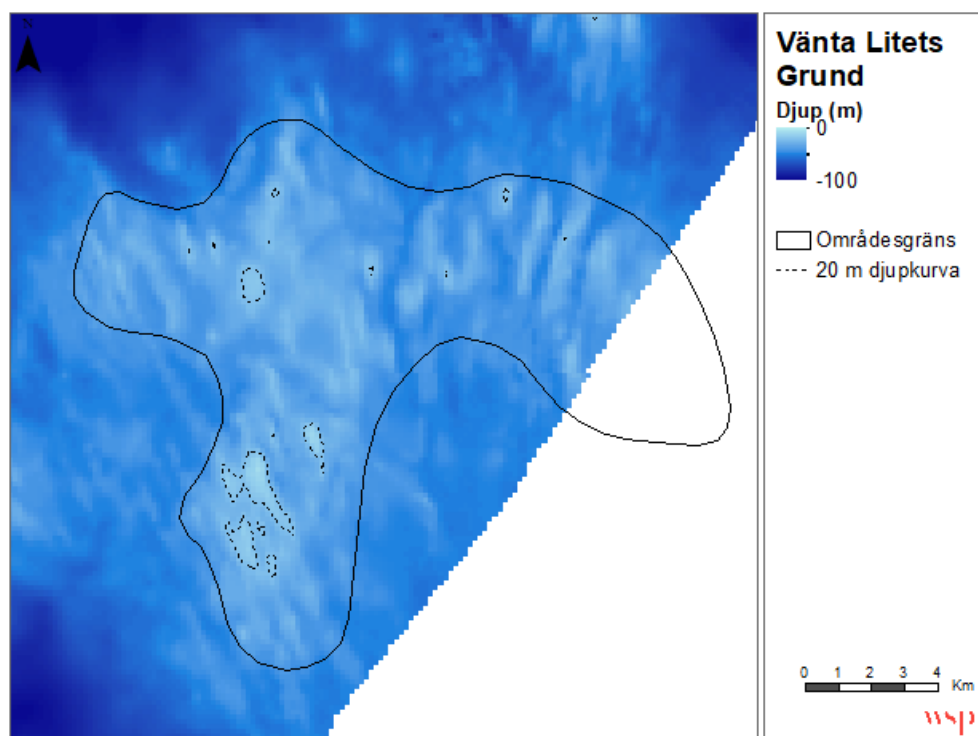 N
Vänta Litets
Grund
Djup (m)
0
-100
Områdesgräns
20 m djupkurva
0 1 2 3 4
Km
wsp